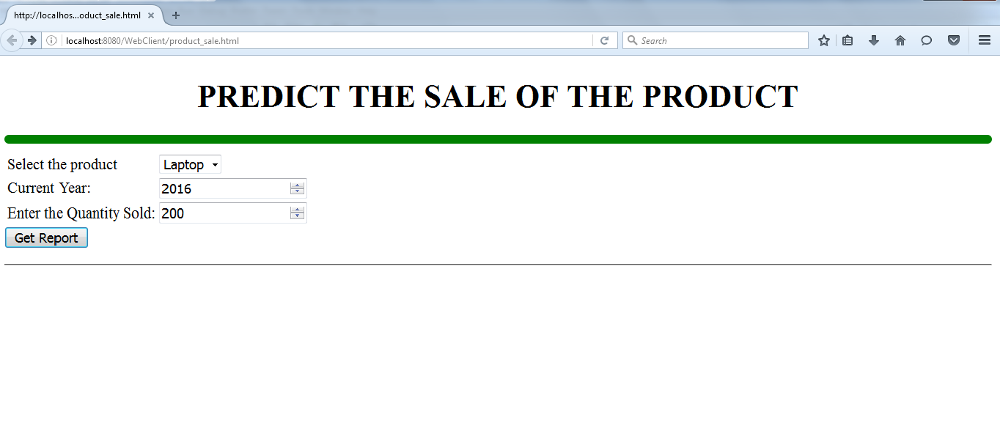 http://localhos...oduct_sale.html
localhost:8080/WebClient/product_sale.html
Search
PREDICT THE SALE OF THE PRODUCT
Select the product Laptop
Current Year: 2016
Enter the Quantity Sold: 200
Get Report